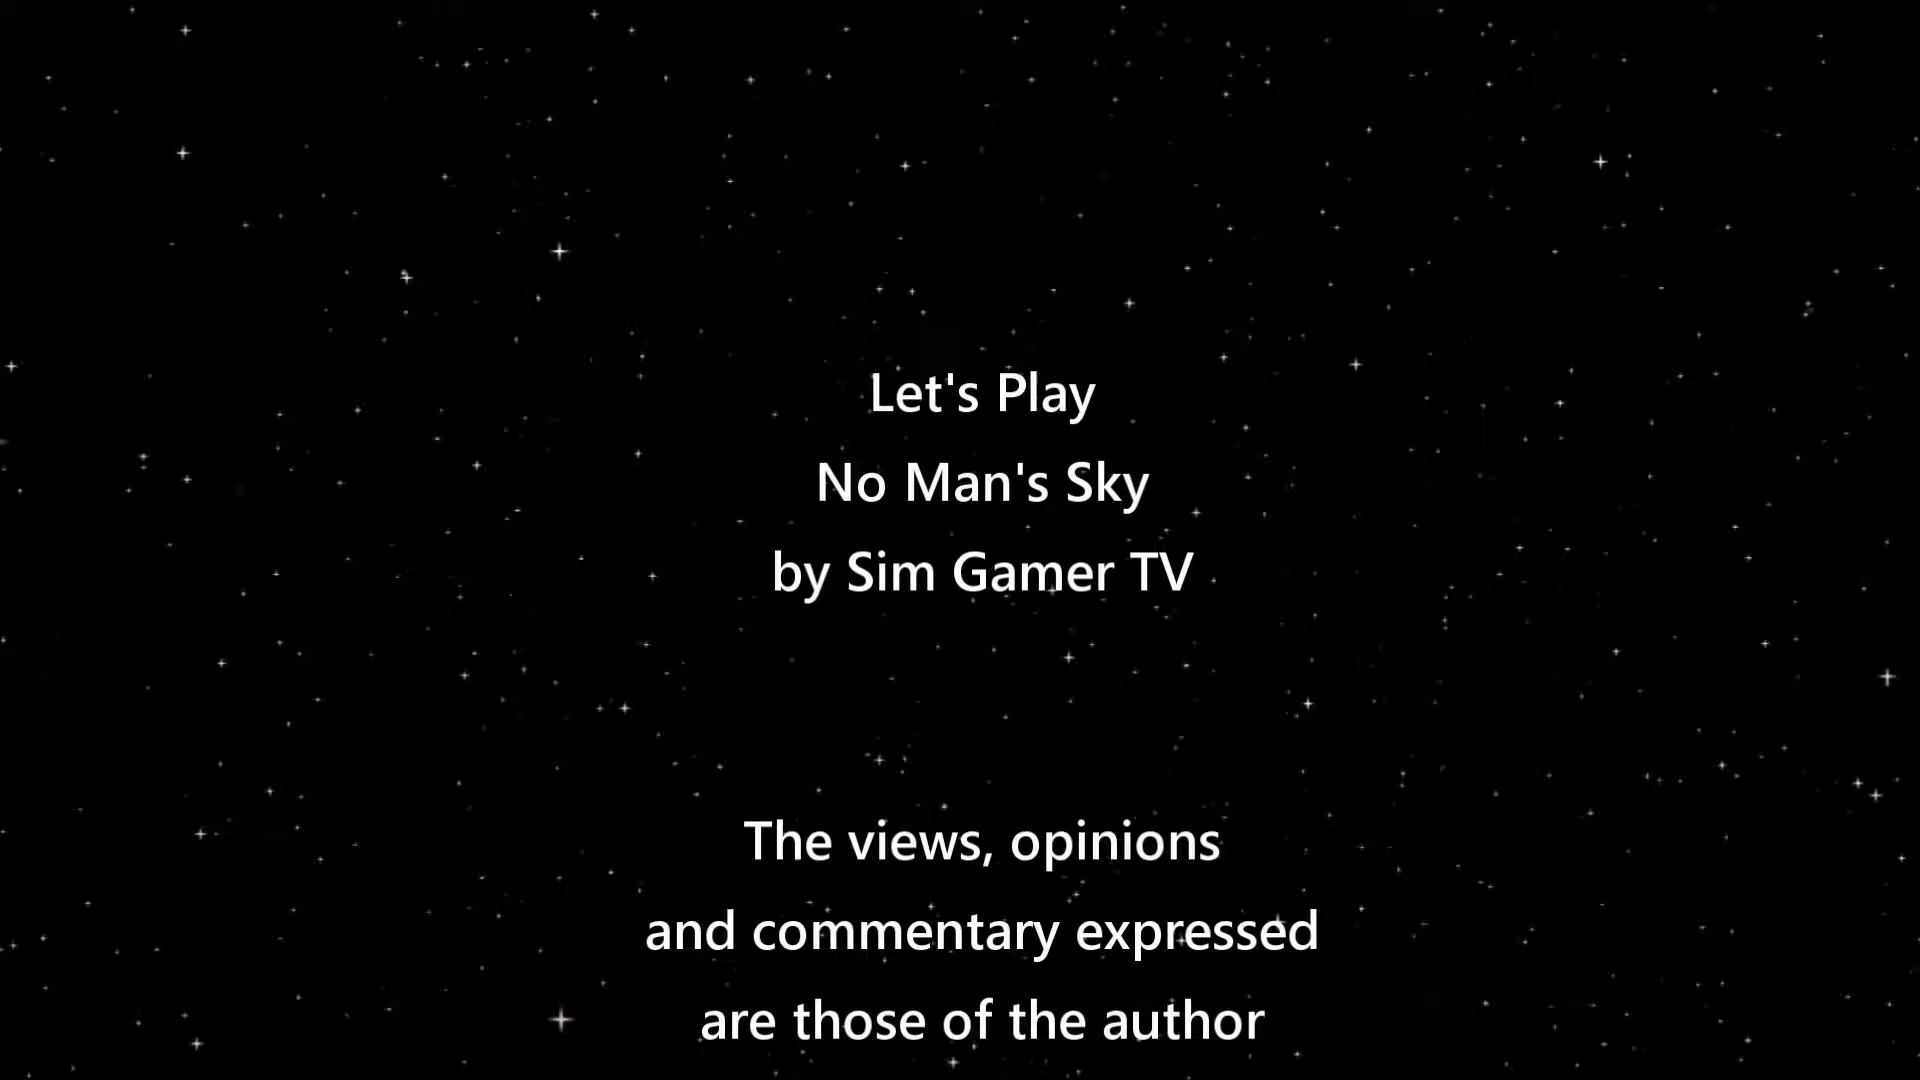 Let's Play
No Man's Sky
by Sim Gamer TV
The views, opinions
and commentary expressed
are those of the author